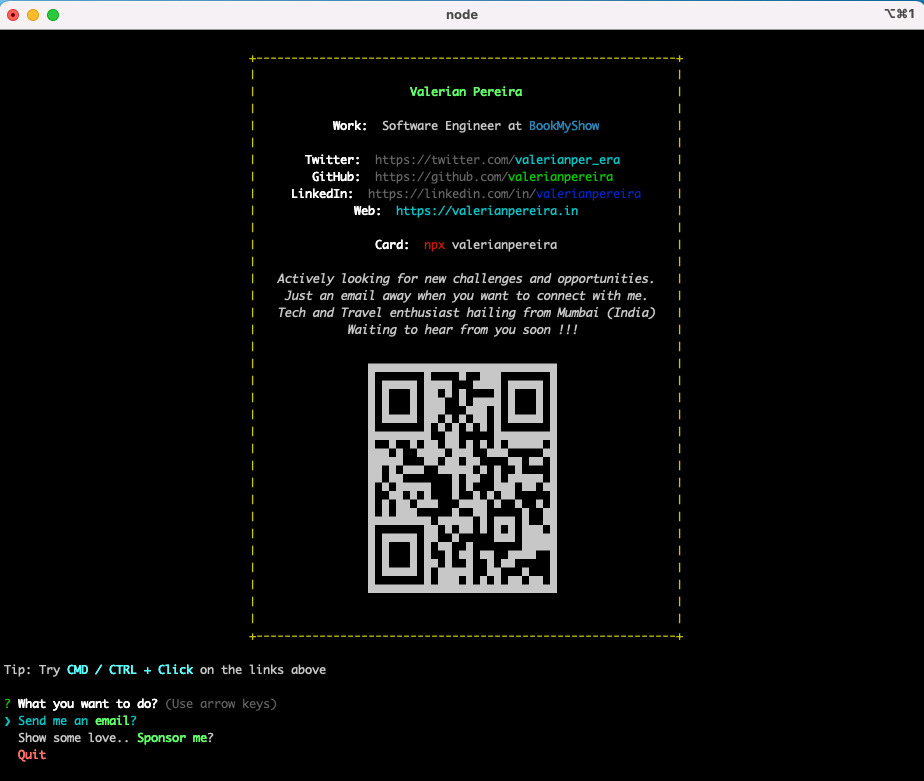 node
⌥⌘1
Valerian Pereira
Work: Software Engineer at BookMyShow
Twitter: https://twitter.com/valerianper_era
GitHub: https://github.com/valerianpereira
LinkedIn: https://linkedin.com/in/valerianpereira
Web: https://valerianpereira.in
Card: npx valerianpereira
Actively looking for new challenges and opportunities.
Just an email away when you want to connect with me.
Tech and Travel enthusiast hailing from Mumbai (India)
Waiting to hear from you soon !!!
Tip: Try CMD / CTRL + Click on the links above
? What you want to do? (Use arrow keys)
❯ Send me an email?
Show some love.. Sponsor me?
Quit